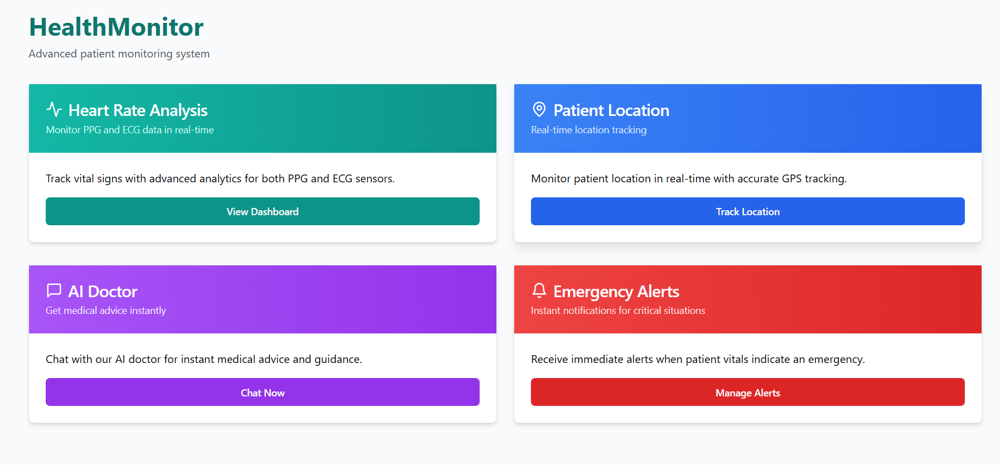 HealthMonitor
Advanced patient monitoring system
Heart Rate Analysis
Monitor PPG and ECG data in real-time
Track vital signs with advanced analytics for both PPG and ECG sensors.
View Dashboard
Patient Location
Real-time location tracking
Monitor patient location in real-time with accurate GPS tracking.
Track Location
AI Doctor
Get medical advice instantly
Chat with our AI doctor for instant medical advice and guidance.
Chat Now
Emergency Alerts
Instant notifications for critical situations
Receive immediate alerts when patient vitals indicate an emergency.
Manage Alerts